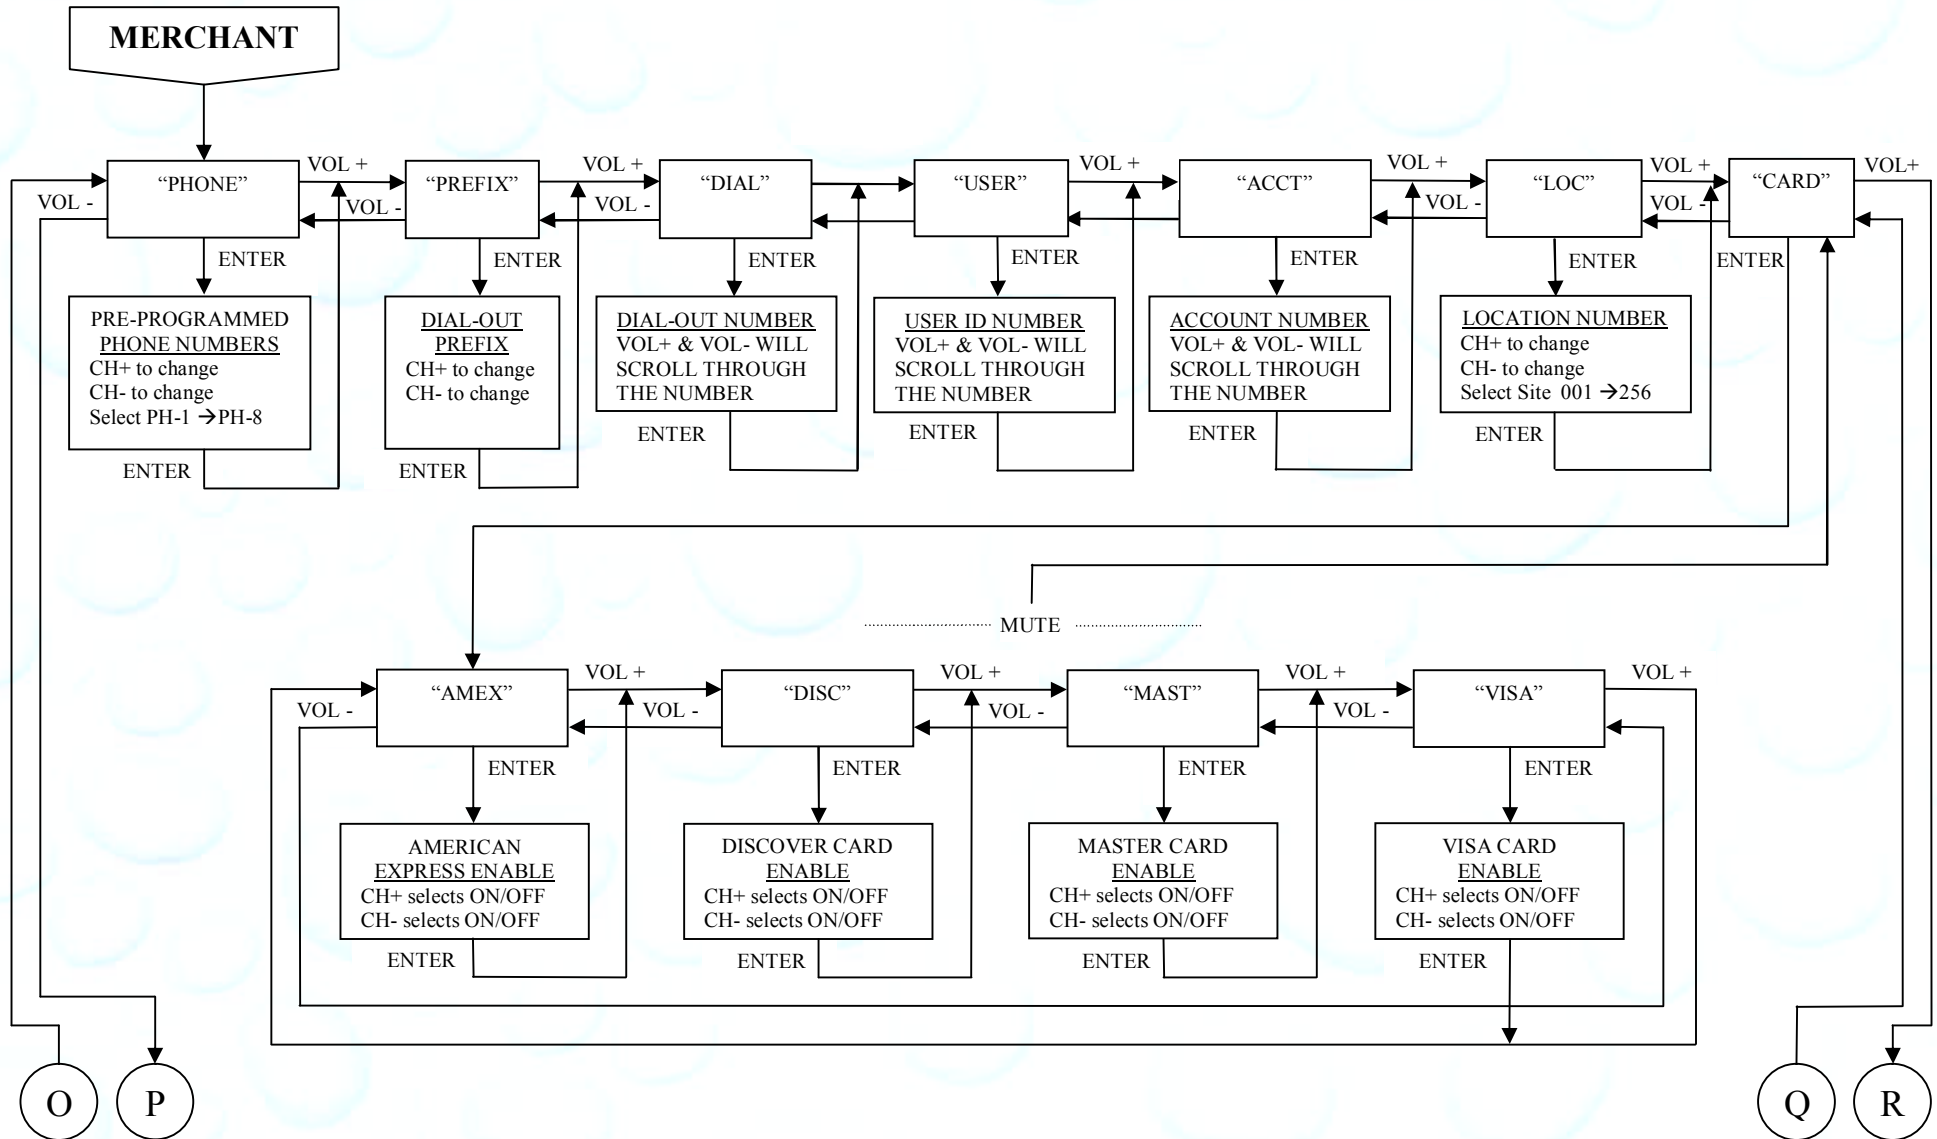 MERCHANT
VOL + VOL + VOL + VOL + VOL + VOL+
“PHONE” “PREFIX” “DIAL” “USER” “ACCT” “LOC” “CARD”
VOL - VOL - VOL - VOL - VOL -
ENTER ENTER ENTER ENTER ENTER ENTER ENTER
PRE-PROGRAMMED
PHONE NUMBERS
CH+ to change
CH- to change
Select PH-1 →PH-8
ENTER
DIAL-OUT
PREFIX
CH+ to change
CH- to change
ENTER
DIAL-OUT NUMBER
VOL+ & VOL- WILL
SCROLL THROUGH
THE NUMBER
ENTER
USER ID NUMBER
VOL+ & VOL- WILL
SCROLL THROUGH
THE NUMBER
ENTER
ACCOUNT NUMBER
VOL+ & VOL- WILL
SCROLL THROUGH
THE NUMBER
ENTER
LOCATION NUMBER
CH+ to change
CH- to change
Select Site 001 →256
ENTER
MUTE
VOL + VOL + VOL + VOL +
“AMEX” “DISC” “MAST” “VISA”
VOL - VOL - VOL - VOL -
ENTER ENTER ENTER ENTER
AMERICAN
EXPRESS ENABLE
CH+ selects ON/OFF
CH- selects ON/OFF
ENTER
DISCOVER CARD
ENABLE
CH+ selects ON/OFF
CH- selects ON/OFF
ENTER
MASTER CARD
ENABLE
CH+ selects ON/OFF
CH- selects ON/OFF
ENTER
VISA CARD
ENABLE
CH+ selects ON/OFF
CH- selects ON/OFF
ENTER
O P Q R